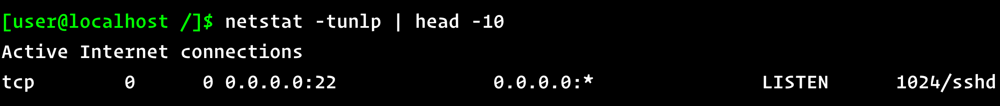 [user@localhost /]$ netstat -tunlp | head -10
Active Internet connections
tcp        0      0 0.0.0.0:22              0.0.0.0:*               LISTEN      1024/sshd